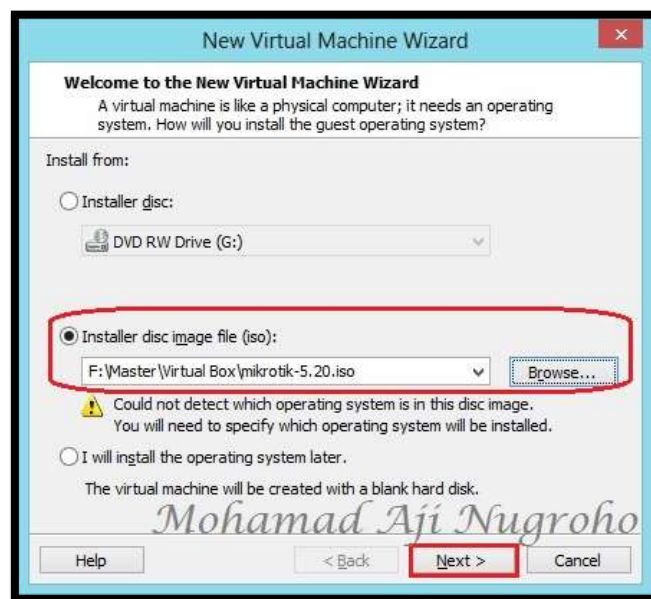 New Virtual Machine Wizard
x
Welcome to the New Virtual Machine Wizard
A virtual machine is like a physical computer; it needs an operating
system. How will you install the guest operating system?
Install from:
Installer disc:
DVD RW Drive (G:)
Installer disc image file (iso):
F:\Master\Virtual Box\mikrotik-5.20.iso
Browse...
Could not detect which operating system is in this disc image.
You will need to specify which operating system will be installed.
I will install the operating system later.
The virtual machine will be created with a blank hard disk.
Mohamad Aji Nugroho
Help
< Back
Next >
Cancel